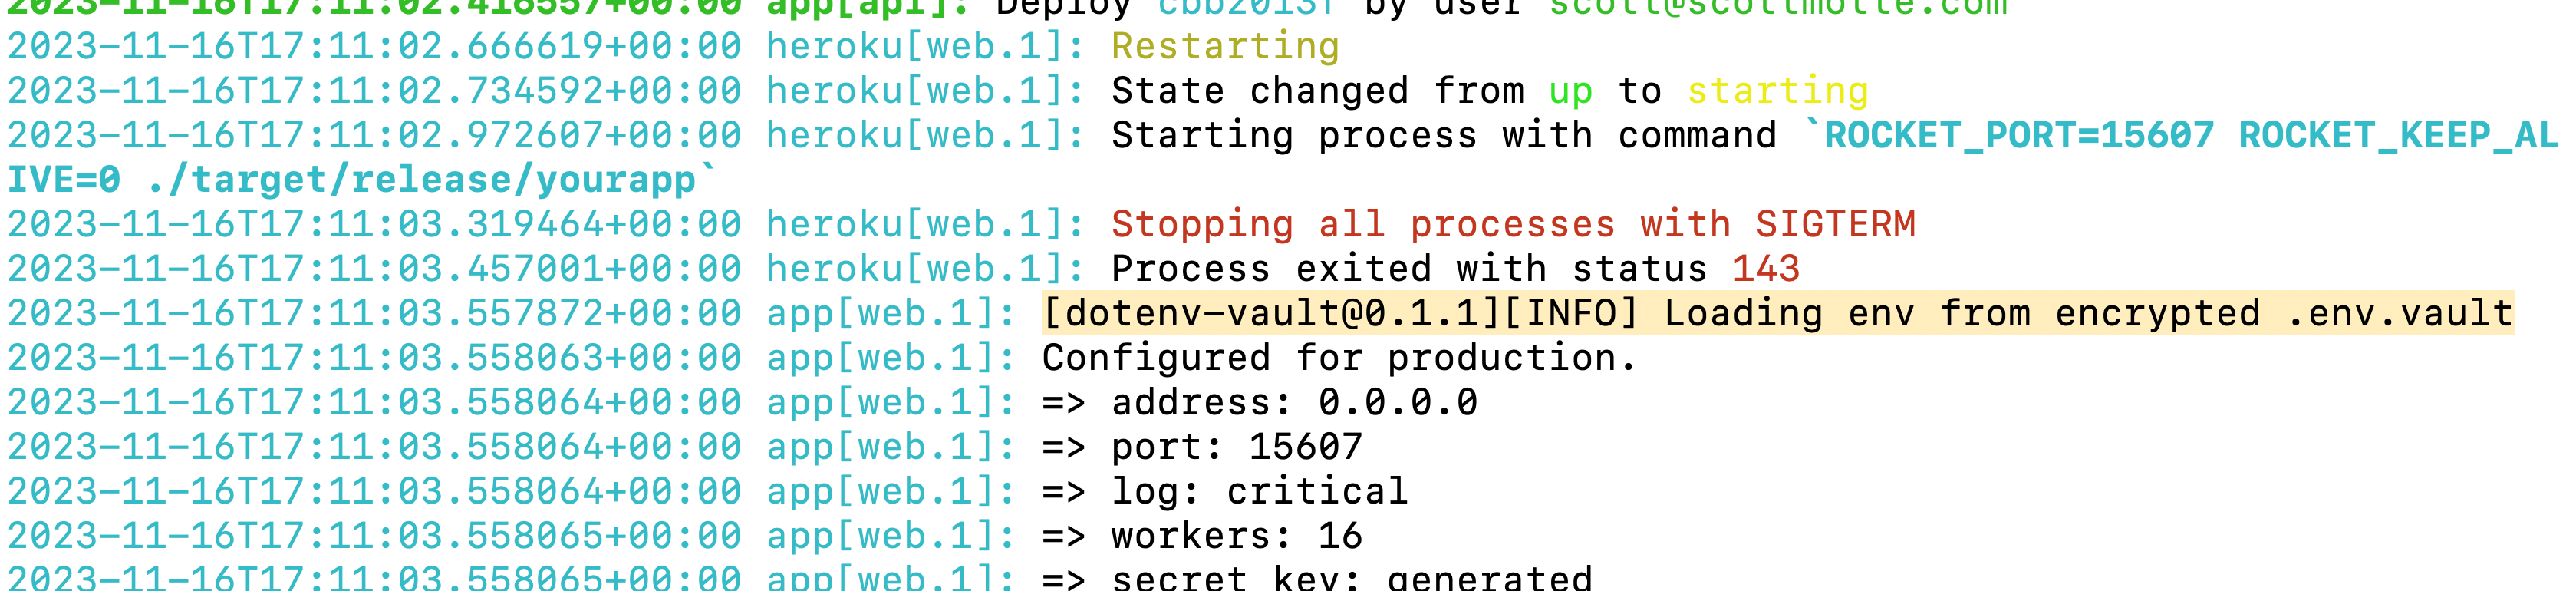 2023-11-16T17:11:02.416557+00:00 app[api]: Deploy by user scott@scottmotte.com
2023-11-16T17:11:02.666619+00:00 heroku[web.1]: Restarting
2023-11-16T17:11:02.734592+00:00 heroku[web.1]: State changed from up to starting
2023-11-16T17:11:02.972607+00:00 heroku[web.1]: Starting process with command `ROCKET_PORT=15607 ROCKET_KEEP_AL
IVE=0 ./target/release/yourapp`
2023-11-16T17:11:03.319464+00:00 heroku[web.1]: Stopping all processes with SIGTERM
2023-11-16T17:11:03.457001+00:00 heroku[web.1]: Process exited with status 143
2023-11-16T17:11:03.557872+00:00 app[web.1]: [dotenv-vault@0.1.1][INFO] Loading env from encrypted .env.vault
2023-11-16T17:11:03.558063+00:00 app[web.1]: Configured for production.
2023-11-16T17:11:03.558064+00:00 app[web.1]: => address: 0.0.0.0
2023-11-16T17:11:03.558064+00:00 app[web.1]: => port: 15607
2023-11-16T17:11:03.558064+00:00 app[web.1]: => log: critical
2023-11-16T17:11:03.558065+00:00 app[web.1]: => workers: 16
2023-11-16T17:11:03.558065+00:00 app[web.1]: => secret key: generated